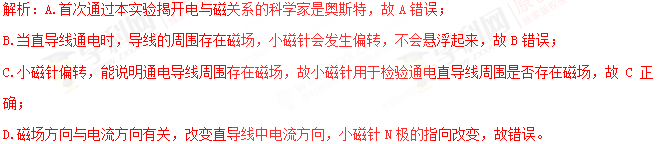 解析：A.首次通过本实验揭开电与磁关系的科学家是奥斯特，故A错误；
B.当直导线通电时，导线的周围存在磁场，小磁针会发生偏转，不会悬浮起来，故B错误；
C.小磁针偏转，能说明通电导线周围存在磁场，故小磁针用于检验通电直导线周围是否存在磁场，故 C 正
确；
D.磁场方向与电流方向有关，改变直导线中电流方向，小磁针N极的指向改变，故错误。